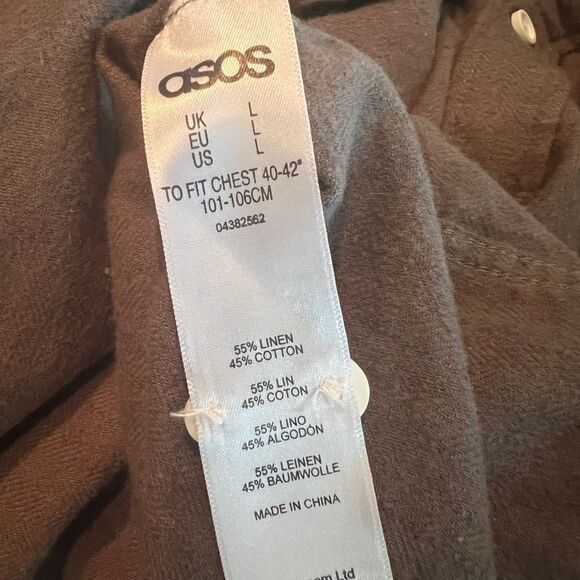 asos
UK L
EU L
US L
TO FIT CHEST 40-42"
101-106CM
04382562
55% LINEN
45% COTTON
55% LIN
45% COTON
55% LINO
45% ALGODÓN
55% LEINEN
45% BAUMWOLLE
MADE IN CHINA
Ltd